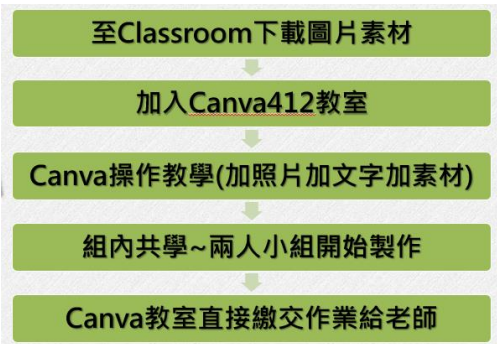 至Classroom下載圖片素材
加入Canva412教室
Canva操作教學(加照片加文字加素材)
組內共學~兩人小組開始製作
Canva教室直接繳交作業給老師